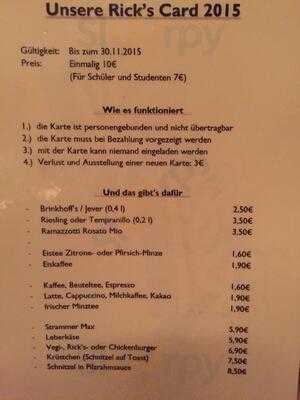 Unsere Rick's Card 2015
Gültigkeit: Bis zum 30.11.2015
Preis: Einmalig 10€
(Für Schüler und Studenten 7€)
Wie es funktioniert
1.) die Karte ist personengebunden und nicht übertragbar
2.) die Karte muss bei Bezahlung vorgezeigt werden
3.) mit der Karte kann niemand eingeladen werden
4.) Verlust und Ausstellung einer neuen Karte: 3€
Und das gibt's dafür
- Brinkhoff's / Jever (0,4 l) 2,50€
- Riesling oder Tempranillo (0,2 l) 3,50€
- Ramazzotti Rosato Mio 3,50€
-
- Eistee Zitrone- oder Pfirsich-Minze 1,60€
- Eiskaffee 1,90€
- Kaffee, Beuteltee, Espresso 1,60€
- Latte, Cappuccino, Milchkaffee, Kakao 1,90€
- frischer Minztee 1,90€
- Strammer Max 5,90€
- Leberkäse 5,90€
- Vegi-, Rick's- oder Chickenburger 6,90€
- Krüstchen (Schnitzel auf Toast) 7,50€
- Schnitzel in Pilzrahmsauce 8,50€